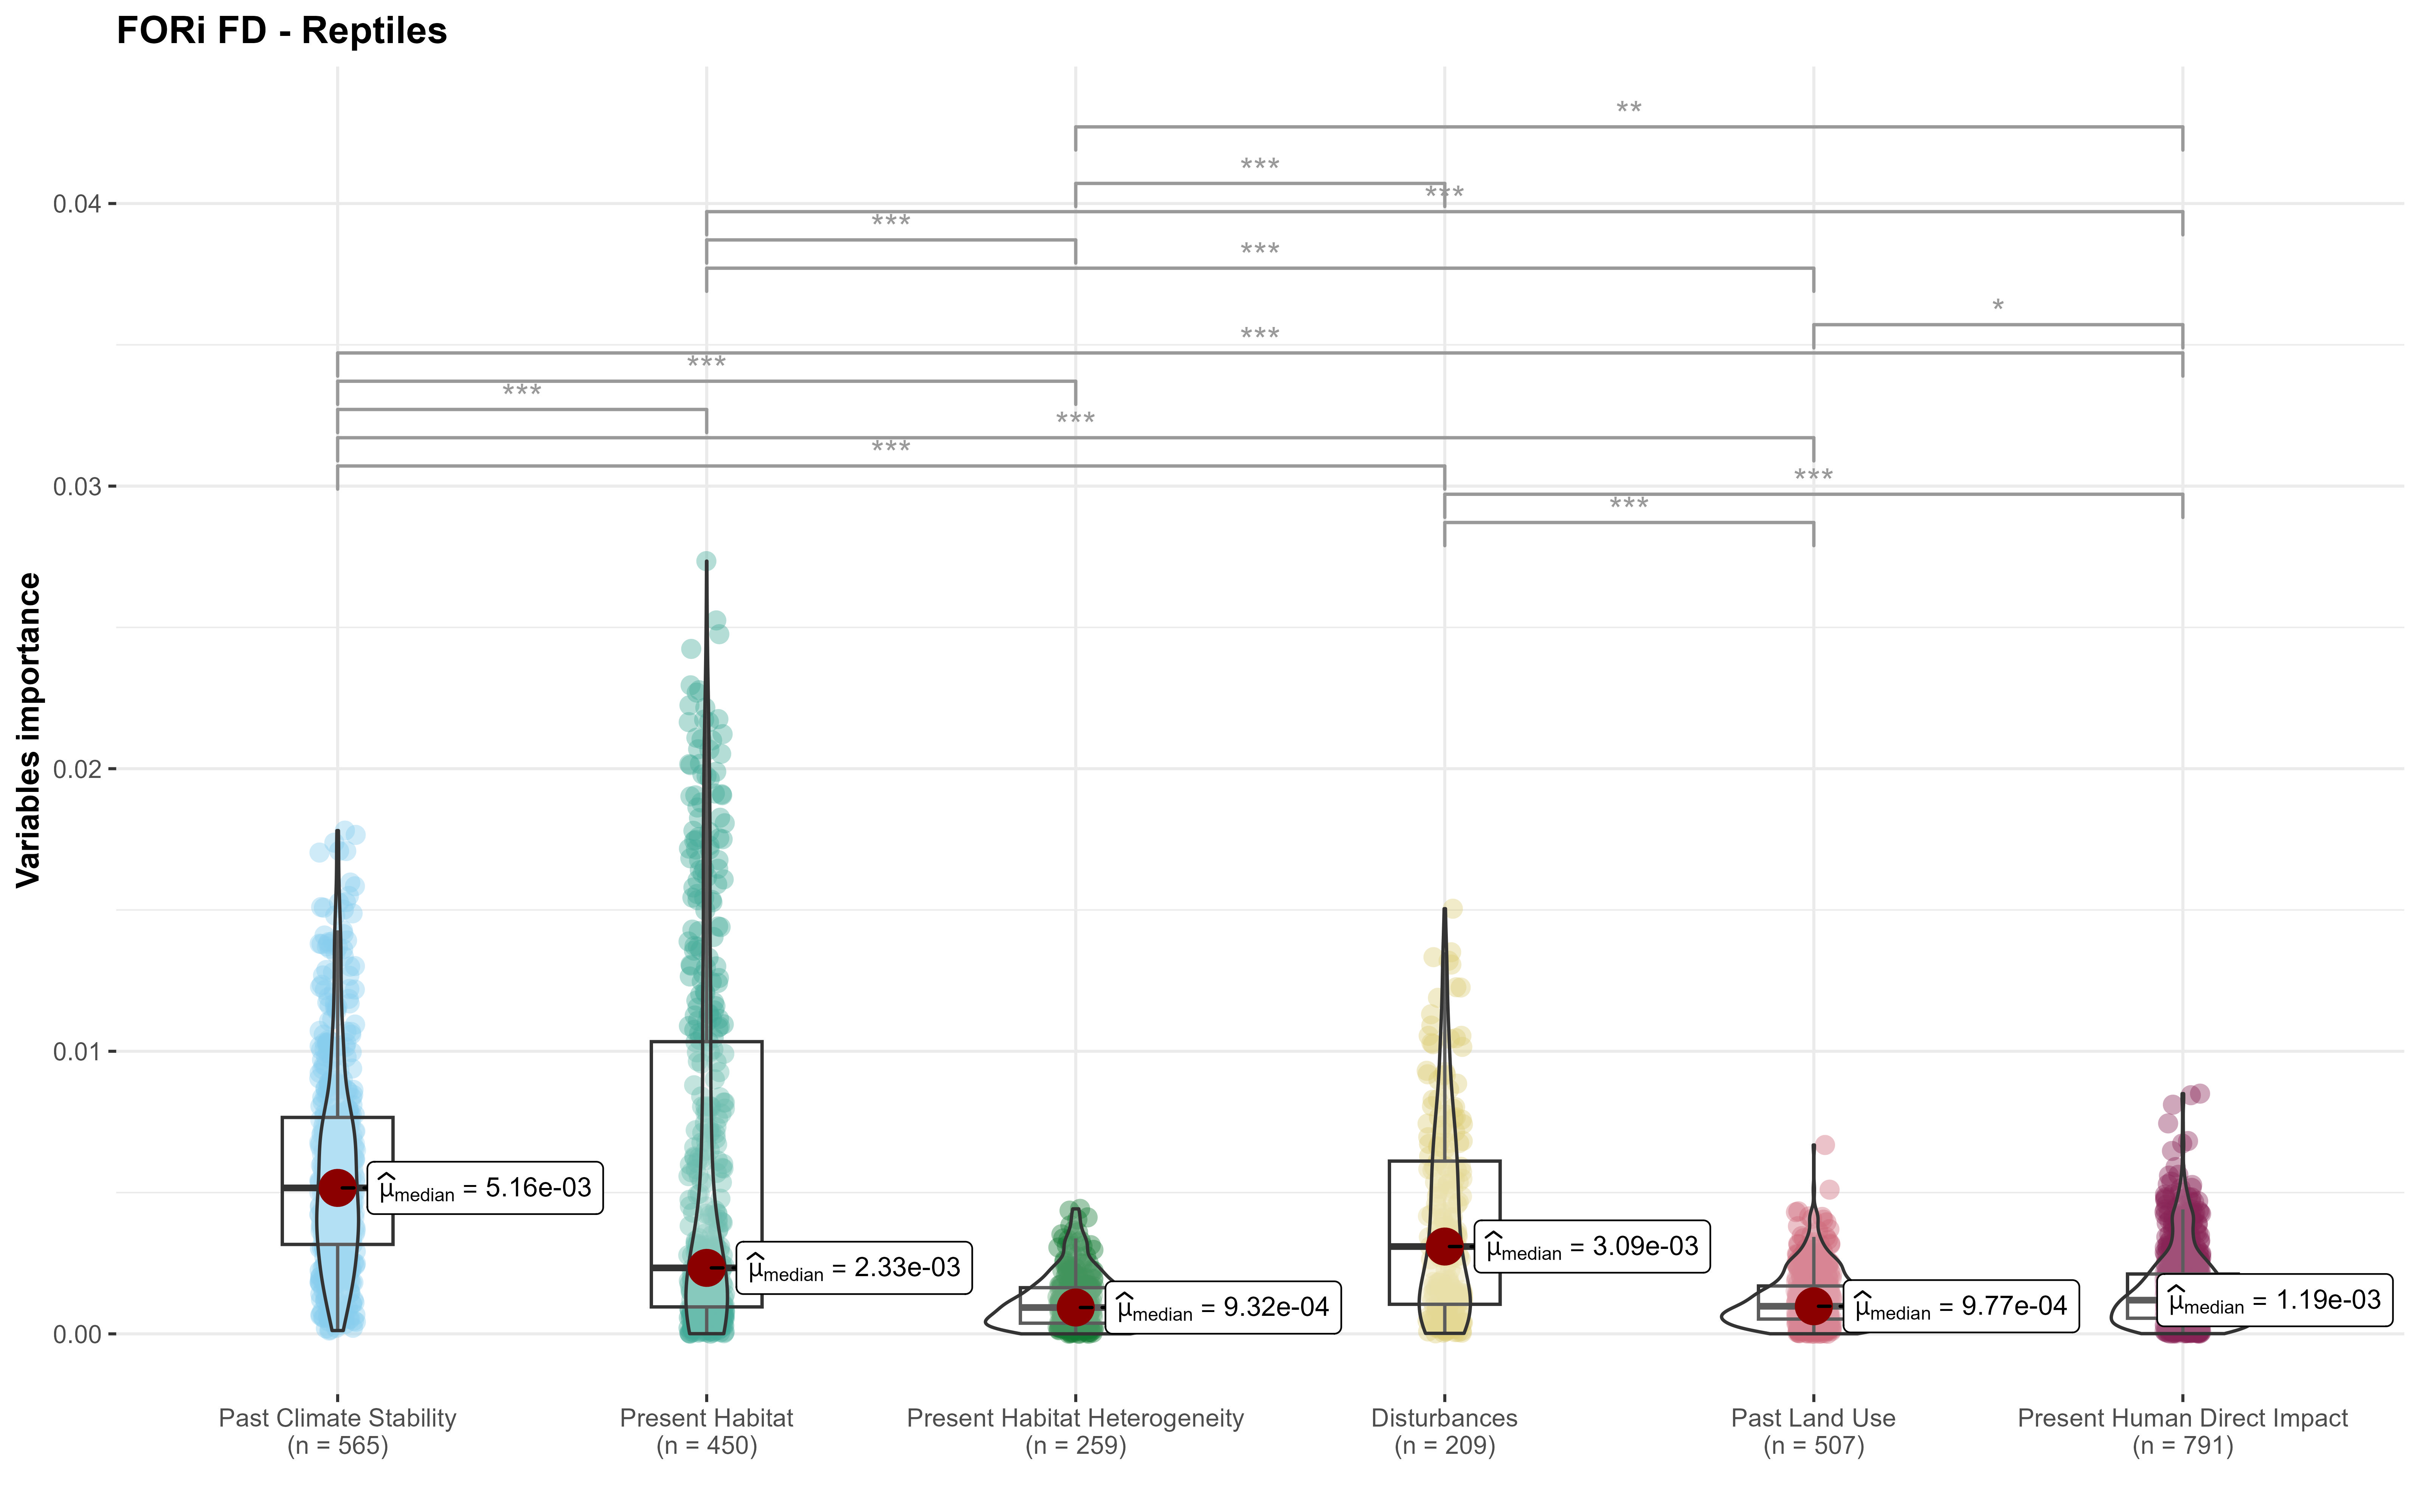 FORi FD - Reptiles
Variables importance
**
***
***
0.04
***
***
*
***
***
***
***
***
0.03
***
***
0.02
0.01
μ̂median = 5.16e-03
μ̂median = 2.33e-03
μ̂median = 9.32e-04
μ̂median = 3.09e-03
μ̂median = 9.77e-04
μ̂median = 1.19e-03
0.00
Past Climate Stability
(n = 565)
Present Habitat
(n = 450)
Present Habitat Heterogeneity
(n = 259)
Disturbances
(n = 209)
Past Land Use
(n = 507)
Present Human Direct Impact
(n = 791)